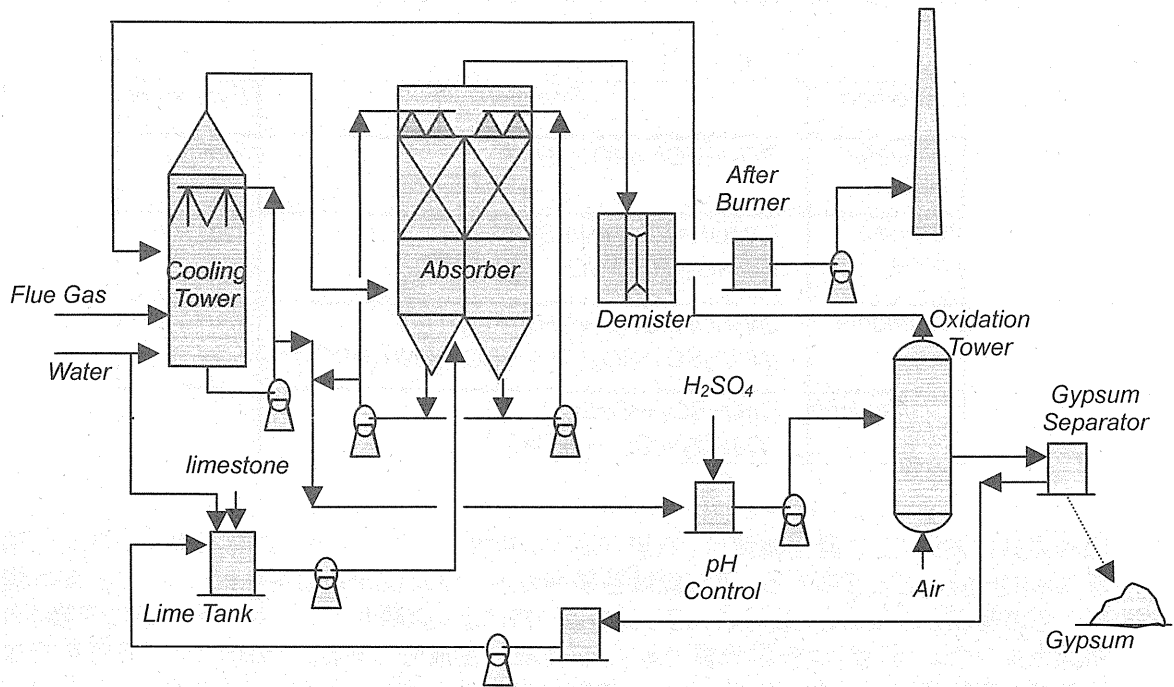 After
Burner
Cooling
Tower
Absorber
Flue Gas
Demister
Oxidation
Tower
Water
H₂SO₄
Gypsum
Separator
limestone
pH
Control
Air
Lime Tank
Gypsum